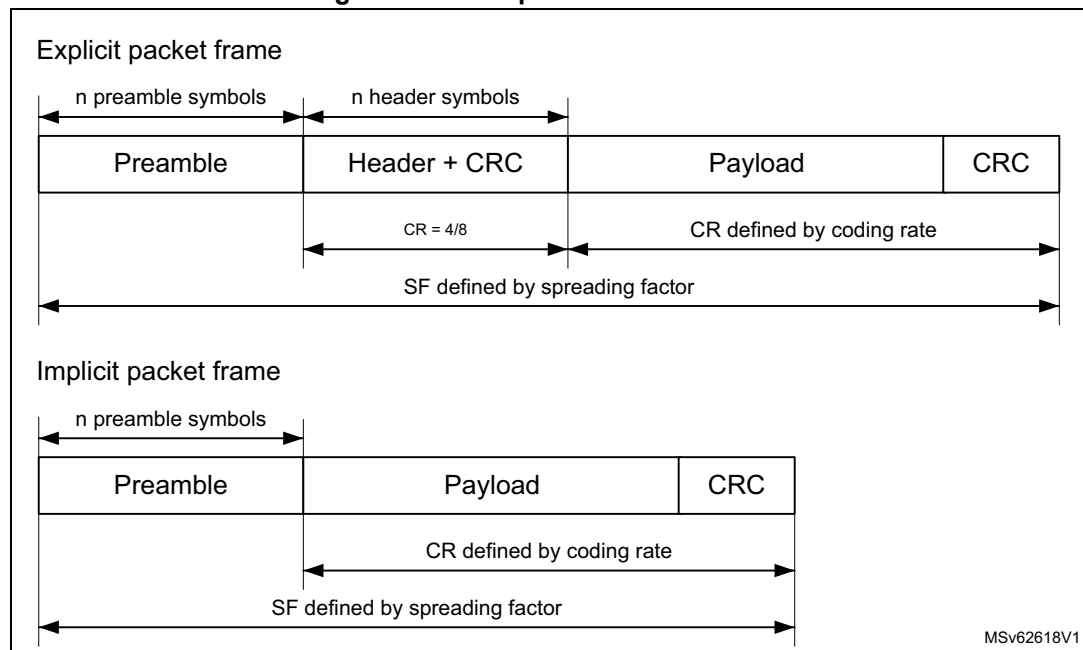 Explicit packet frame
n preamble symbols n header symbols
Preamble Header + CRC Payload CRC
CR = 4/8 CR defined by coding rate
SF defined by spreading factor
Implicit packet frame
n preamble symbols
Preamble Payload CRC
CR defined by coding rate
SF defined by spreading factor
MSv62618V1